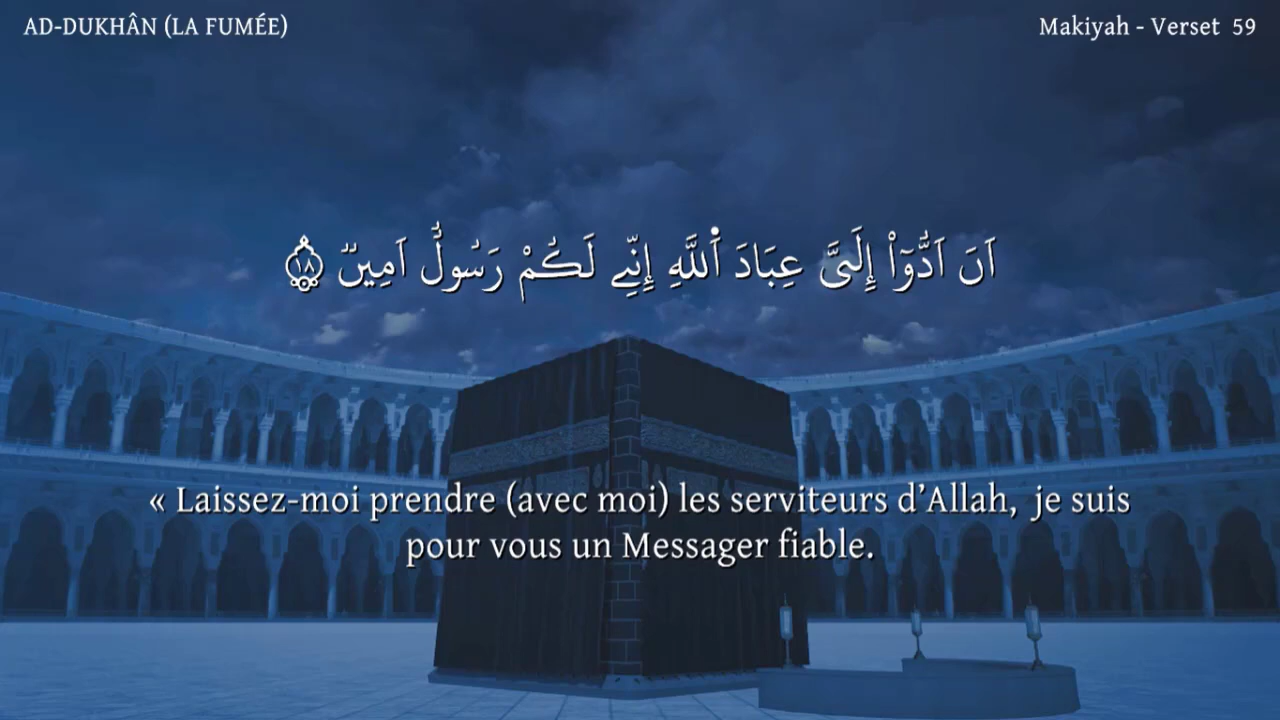 AD-DUKHÂN (LA FUMÉE)
Makiyah - Verset 59
اَنَ اَدُّوٓاْ إِلَىَّ عِبَادَ اَ۬للَّهِ إِنِّے لَكُمْ رَسُولٌ اَمِينٞ ١٨
« Laissez-moi prendre (avec moi) les serviteurs d’Allah, je suis
pour vous un Messager fiable.